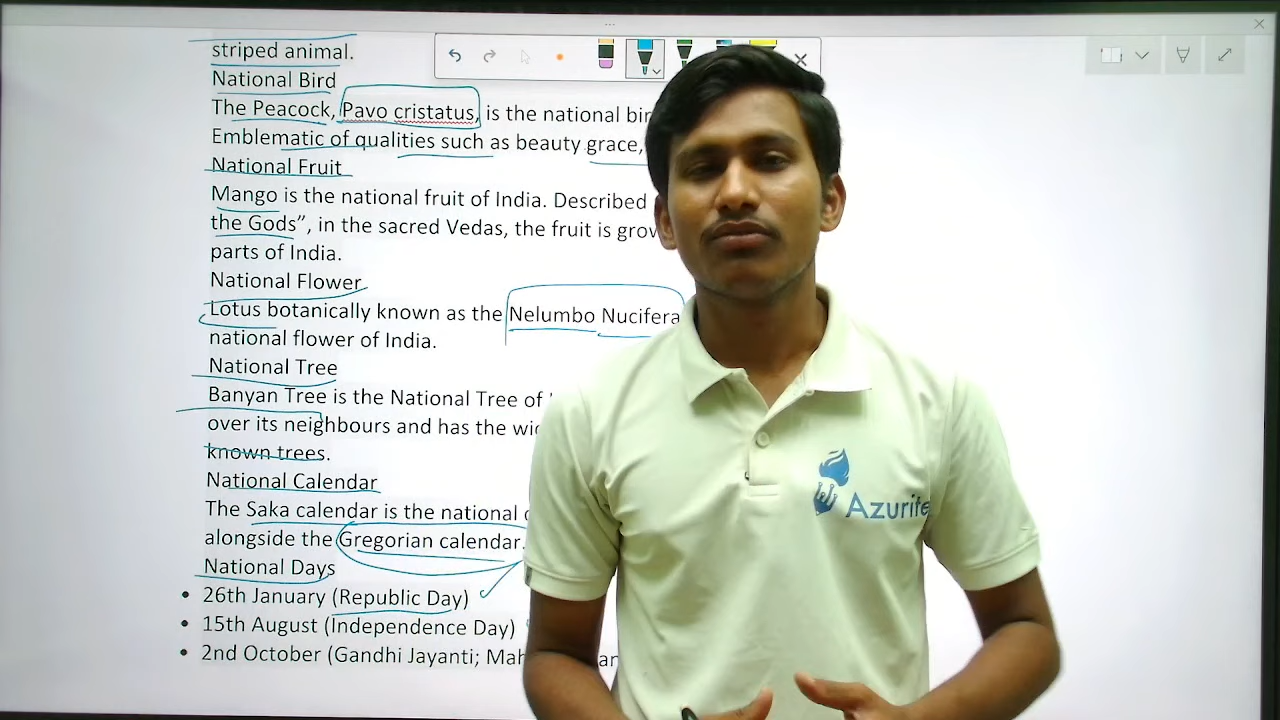 striped animal.
National Bird
The Peacock, Pavo cristatus, is the national bir
Emblematic of qualities such as beauty grace,
National Fruit
Mango is the national fruit of India. Described
the Gods”, in the sacred Vedas, the fruit is grov
parts of India.
National Flower
Lotus botanically known as the Nelumbo Nucifera
national flower of India.
National Tree
Banyan Tree is the National Tree of
over its neighbours and has the wid
known trees.
National Calendar
The Saka calendar is the national
alongside the Gregorian calendar.
National Days
• 26th January (Republic Day)
• 15th August (Independence Day)
• 2nd October (Gandhi Jayanti; Mah
Azurite